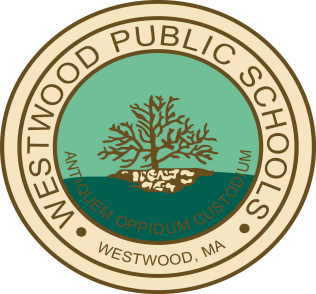 WESTWOOD PUBLIC SCHOOLS
ANTIQUEM OPPIDUM CUSTODIUM
WESTWOOD, MA